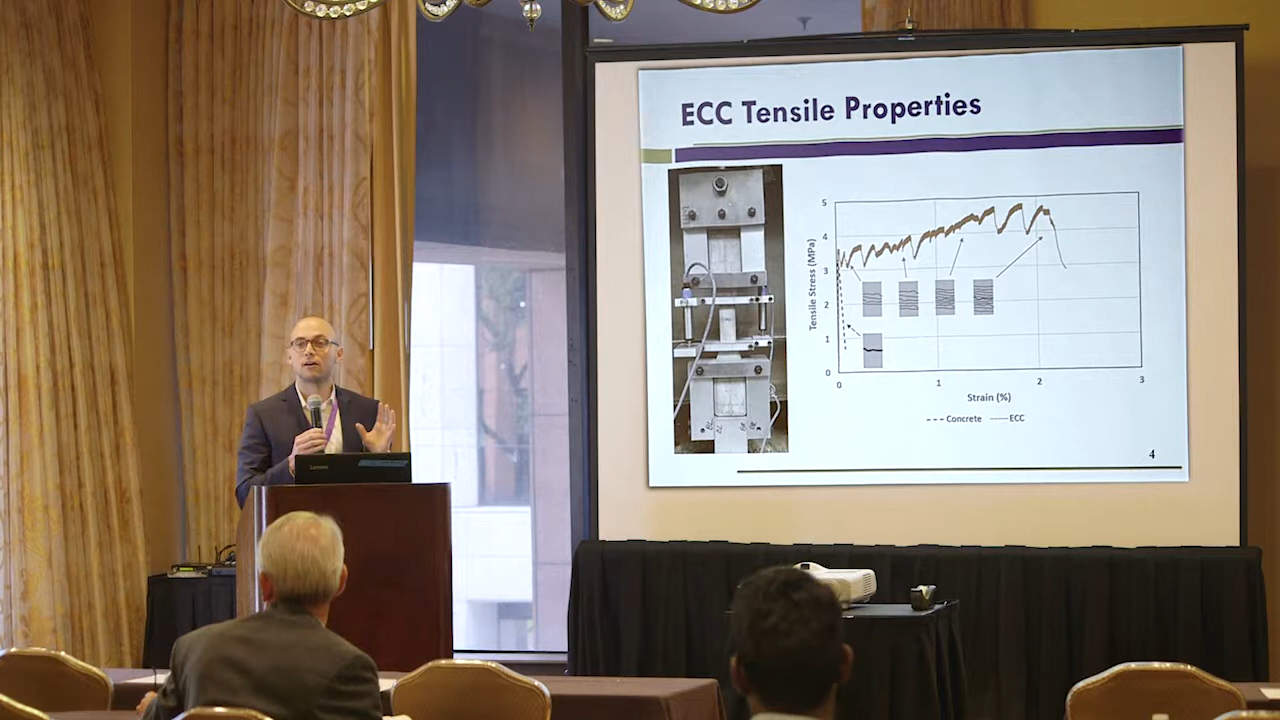 ECC Tensile Properties
5
4
3
2
1
0
Tensile Stress (MPa)
0 1 2 3
Strain (%)
Concrete ECC
4
Lenovo